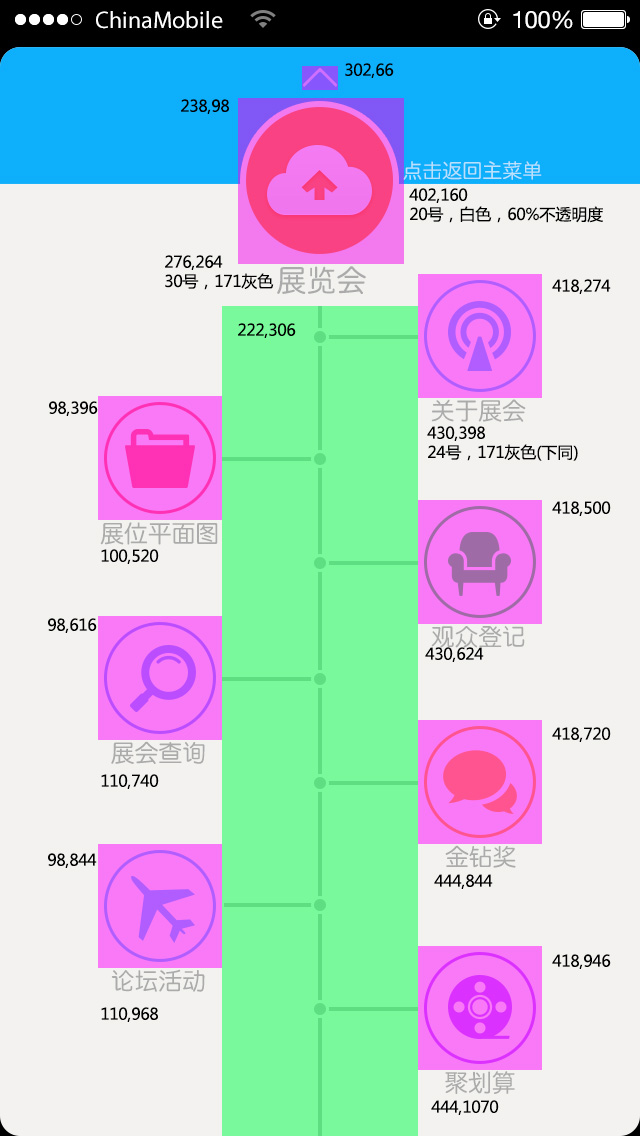 ChinaMobile
100%
302,66
238,98
点击返回主菜单
402,160
20号，白色，60%不透明度
276,264
30号，171灰色
展览会
418,274
222,306
98,396
关于展会
430,398
24号，171灰色(下同)
418,500
展位平面图
100,520
98,616
观众登记
430,624
418,720
展会查询
110,740
98,844
金钻奖
444,844
418,946
论坛活动
110,968
聚划算
444,1070